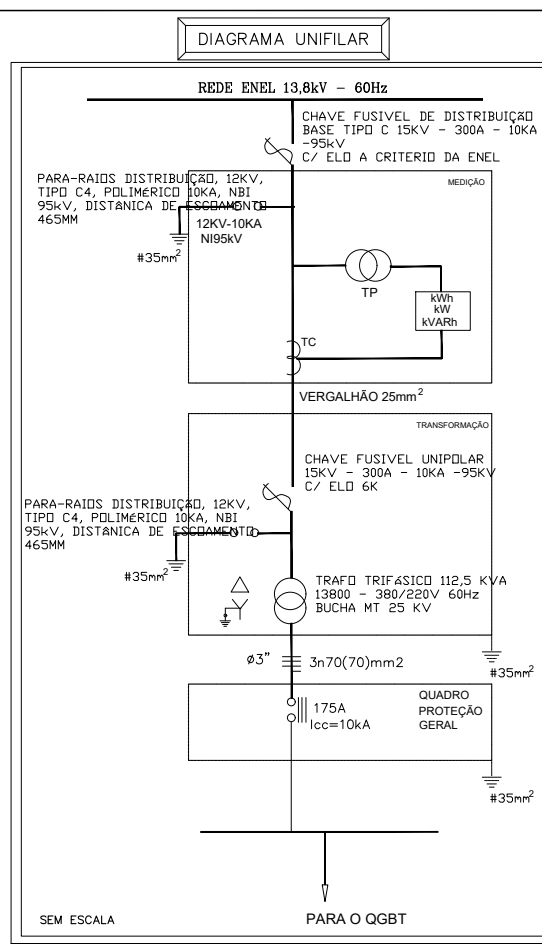 DIAGRAMA UNIFILAR
REDE ENEL 13,8kV - 60Hz
CHAVE FUSIVEL DE DISTRIBUIÇÃO
BASE TIPO C 15KV - 300A - 10KA
-95kV
C/ ELO A CRITERIO DA ENEL
PARA-RAIOS DISTRIBUIÇÃO, 12KV,
TIPO C4, POLIMÉRICO 10KA, NBI
95kV, DISTÂNICA DE ESCOAMENTO
465MM
MEDIÇÃO
12KV-10KA
NI95kV
#35mm²
TP
kWh
kW
kVARh
TC
VERGALHÃO 25mm²
TRANSFORMAÇÃO
CHAVE FUSIVEL UNIPOLAR
15KV - 300A - 10KA -95KV
C/ ELO 6K
PARA-RAIOS DISTRIBUIÇÃO, 12KV,
TIPO C4, POLIMÉRICO 10KA, NBI
95kV, DISTÂNICA DE ESCOAMENTO
465MM
#35mm²
TRAFO TRIFÁSICO 112,5 KVA
13800 - 380/220V 60Hz
BUCHA MT 25 KV
ø3" 3n70(70)mm2
#35mm²
175A
Icc=10kA
QUADRO
PROTEÇÃO
GERAL
#35mm²
SEM ESCALA
PARA O QGBT